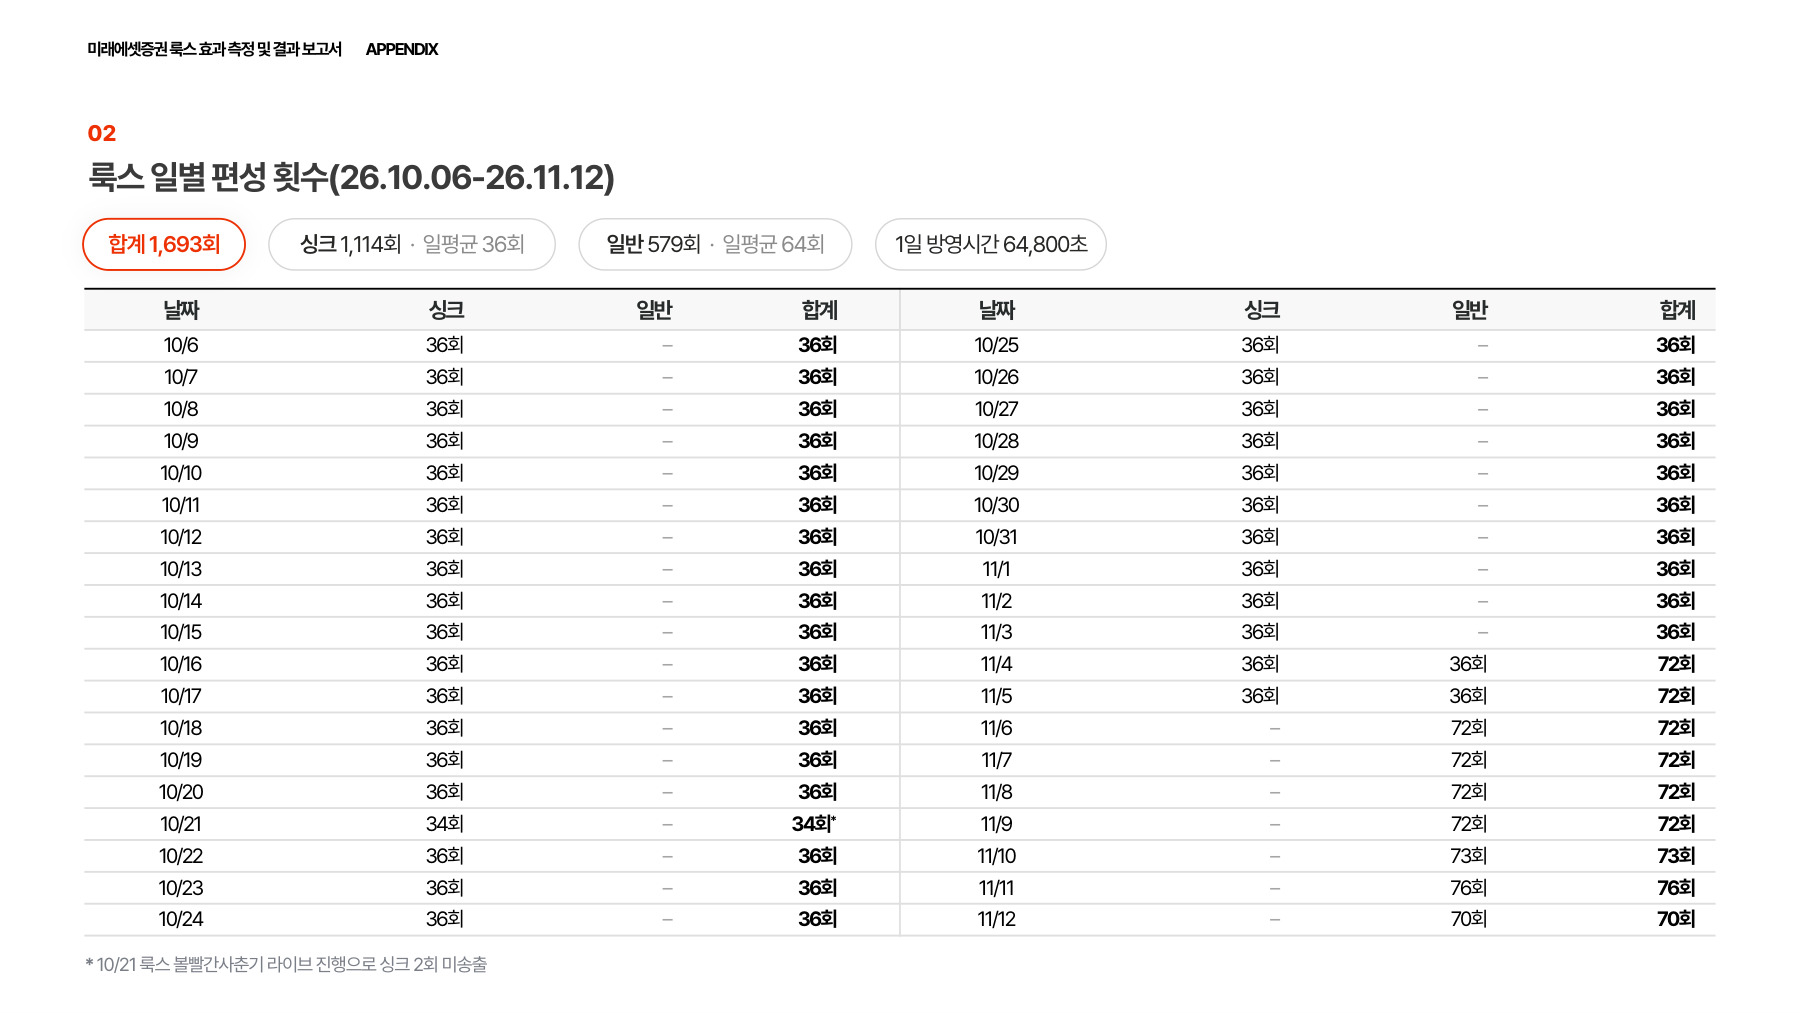 미래에셋증권 룩스 효과 측정 및 결과 보고서 APPENDIX
02
룩스 일별 편성 횟수(26.10.06-26.11.12)
합계 1,693회 싱크 1,114회 · 일평균 36회 일반 579회 · 일평균 64회 1일 방영시간 64,800초
날짜 싱크 일반 합계 날짜 싱크 일반 합계
10/6 36회 – 36회 10/25 36회 – 36회
10/7 36회 – 36회 10/26 36회 – 36회
10/8 36회 – 36회 10/27 36회 – 36회
10/9 36회 – 36회 10/28 36회 – 36회
10/10 36회 – 36회 10/29 36회 – 36회
10/11 36회 – 36회 10/30 36회 – 36회
10/12 36회 – 36회 10/31 36회 – 36회
10/13 36회 – 36회 11/1 36회 – 36회
10/14 36회 – 36회 11/2 36회 – 36회
10/15 36회 – 36회 11/3 36회 – 36회
10/16 36회 – 36회 11/4 36회 36회 72회
10/17 36회 – 36회 11/5 36회 36회 72회
10/18 36회 – 36회 11/6 – 72회 72회
10/19 36회 – 36회 11/7 – 72회 72회
10/20 36회 – 36회 11/8 – 72회 72회
10/21 34회 – 34회* 11/9 – 72회 72회
10/22 36회 – 36회 11/10 – 73회 73회
10/23 36회 – 36회 11/11 – 76회 76회
10/24 36회 – 36회 11/12 – 70회 70회
* 10/21 룩스 볼빨간사춘기 라이브 진행으로 싱크 2회 미송출